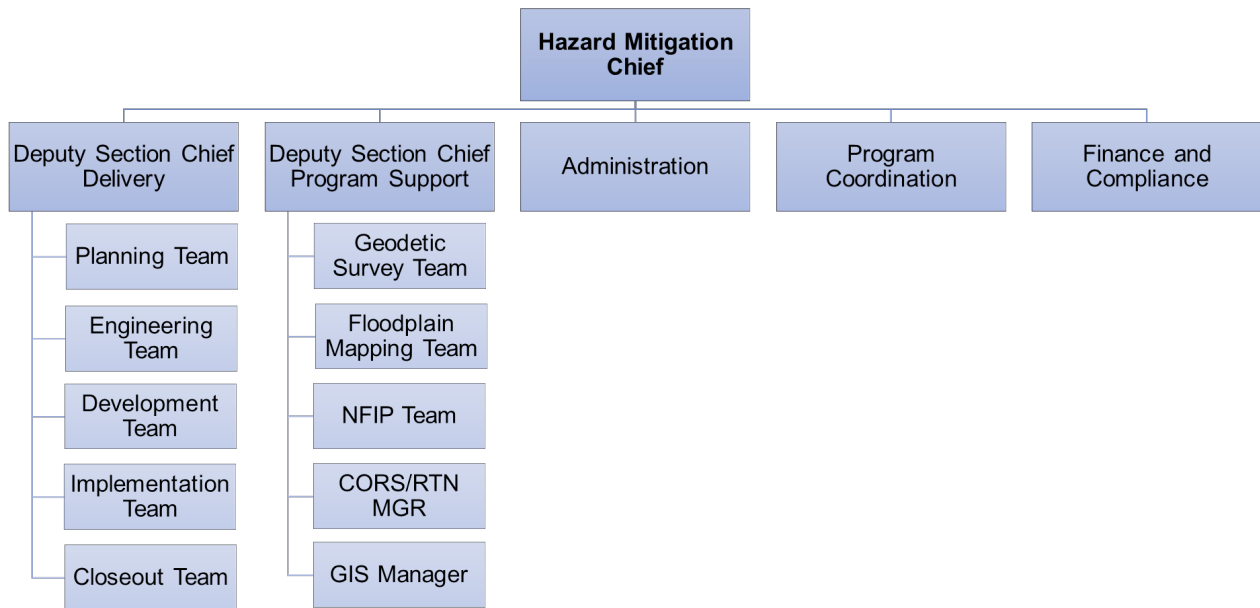 Hazard Mitigation
Chief
Deputy Section Chief
Delivery
Deputy Section Chief
Program Support
Administration
Program
Coordination
Finance and
Compliance
Planning Team
Engineering
Team
Development
Team
Implementation
Team
Closeout Team
Geodetic
Survey Team
Floodplain
Mapping Team
NFIP Team
CORS/RTN
MGR
GIS Manager